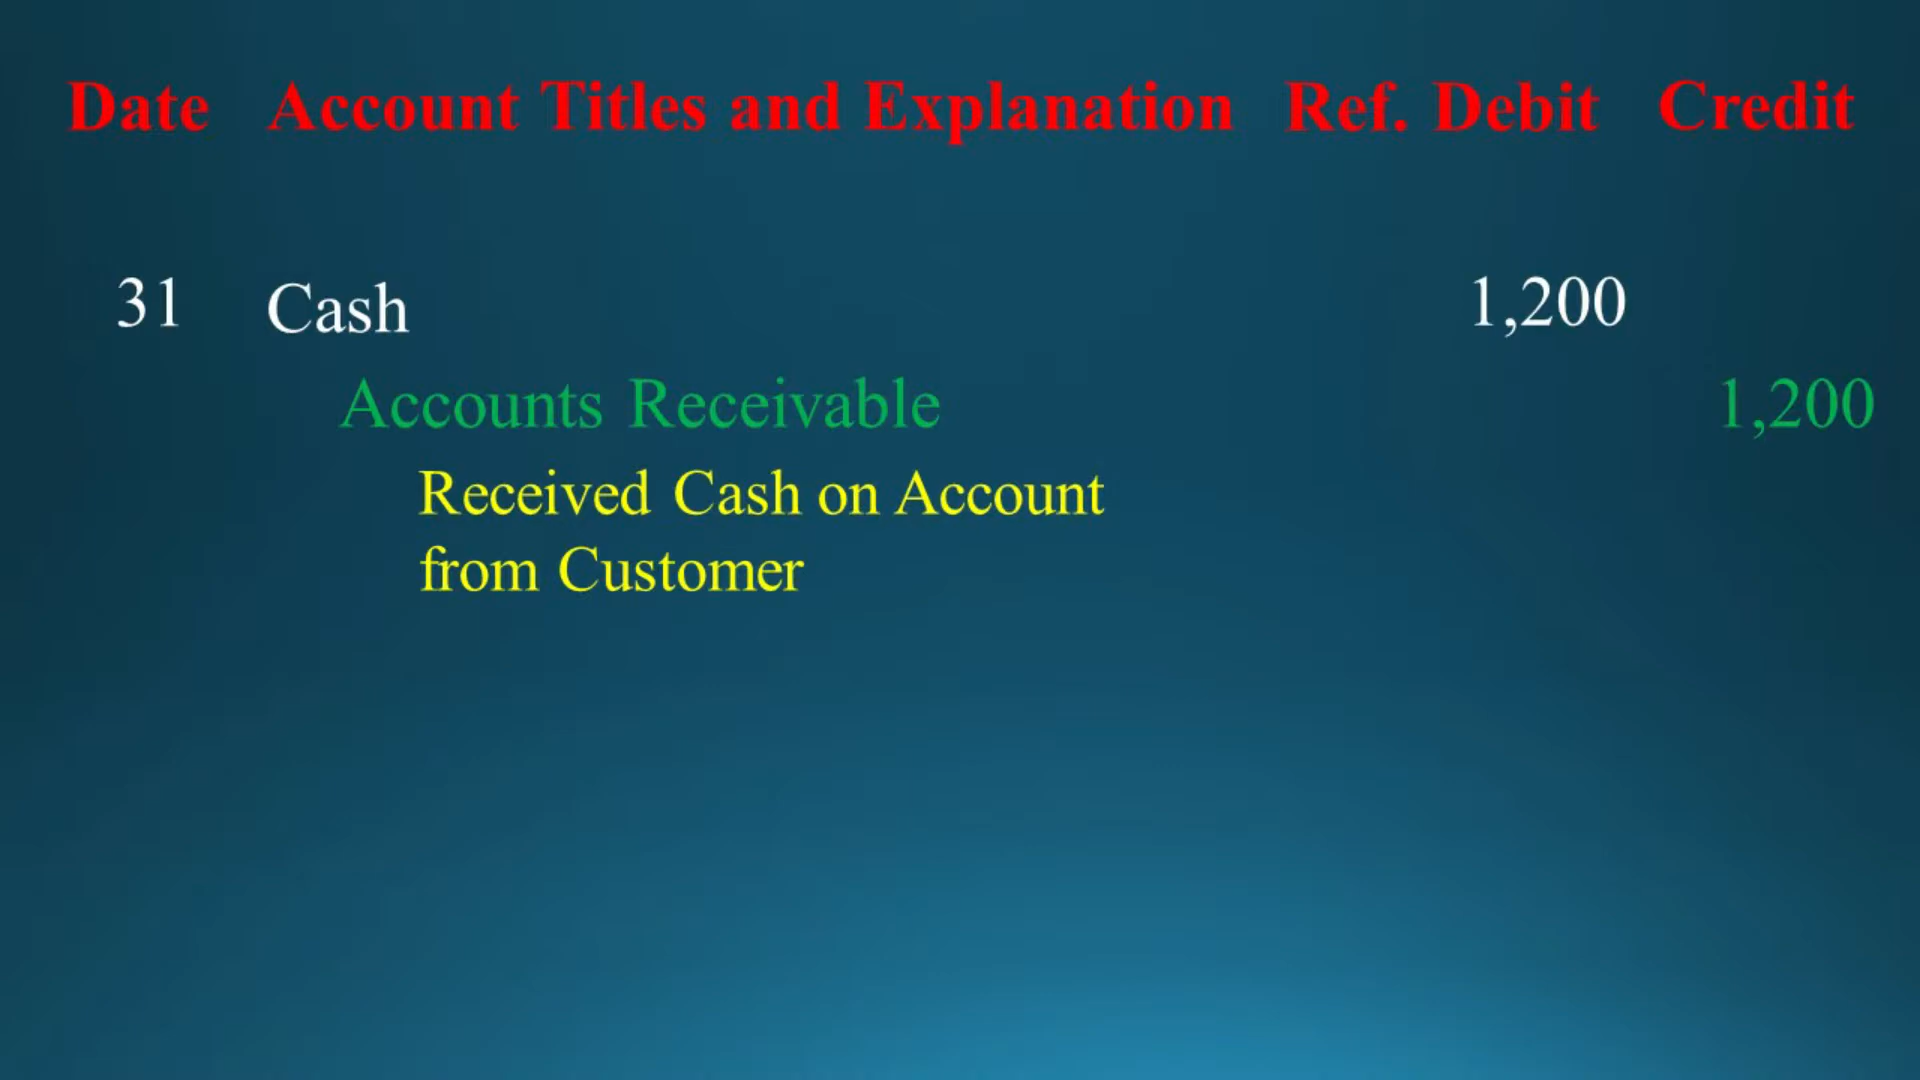 Date Account Titles and Explanation Ref. Debit Credit
31 Cash 1,200
Accounts Receivable 1,200
Received Cash on Account
from Customer